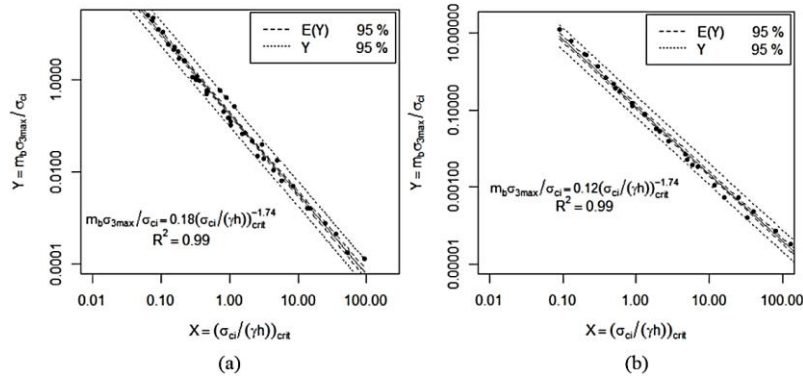 E(Y) 95 %
Y 95 %
1.0000
0.0100
0.0001
Y = m_bσ_3max/σ_ci
m_bσ_3max/σ_ci=0.18(σ_ci/(γh))_crit^−1.74
R² = 0.99
0.01 0.10 1.00 10.00 100.00
X = (σ_ci/(γh))_crit
(a)
E(Y) 95 %
Y 95 %
10.00000
0.10000
0.00100
0.00001
Y = m_bσ_3max/σ_ci
m_bσ_3max/σ_ci=0.12(σ_ci/(γh))_crit^−1.74
R² = 0.99
0.01 0.10 1.00 10.00 100.00
X = (σ_ci/(γh))_crit
(b)